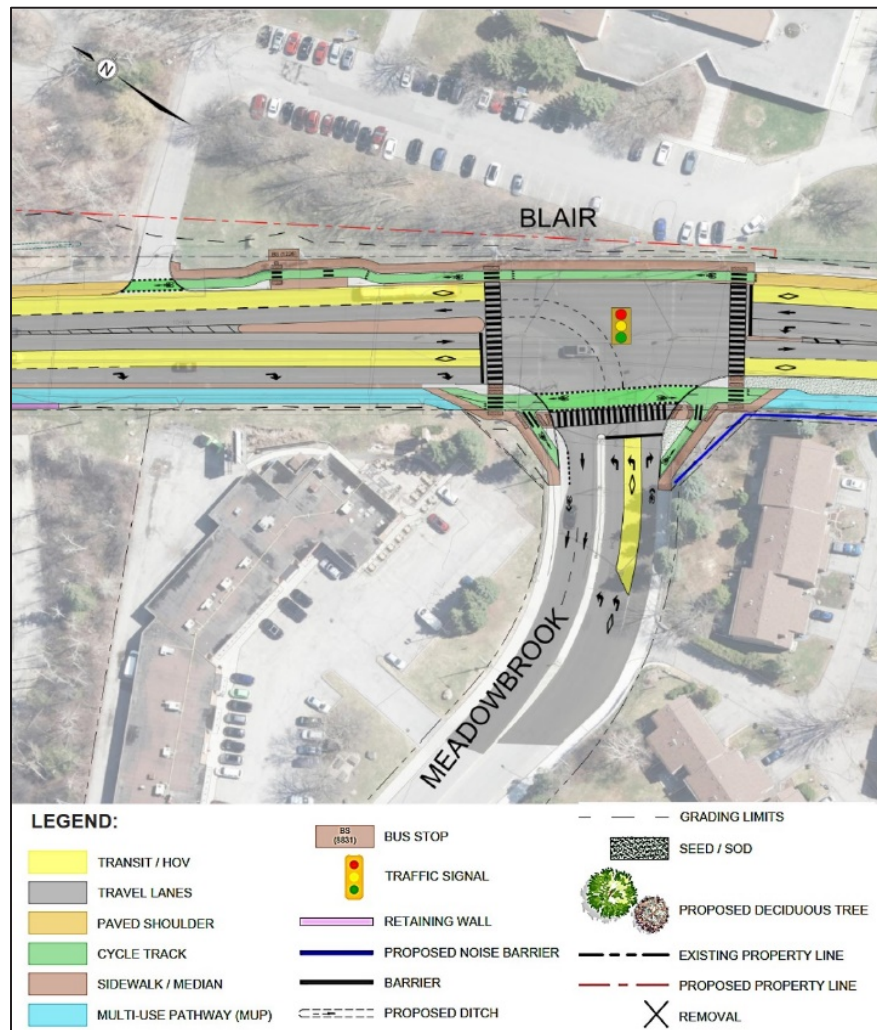 N
BLAIR
MEADOWBROOK
LEGEND:
TRANSIT / HOV
TRAVEL LANES
PAVED SHOULDER
CYCLE TRACK
SIDEWALK / MEDIAN
MULTI-USE PATHWAY (MUP)
BS
(8831)
BUS STOP
TRAFFIC SIGNAL
RETAINING WALL
PROPOSED NOISE BARRIER
BARRIER
PROPOSED DITCH
GRADING LIMITS
SEED / SOD
PROPOSED DECIDUOUS TREE
EXISTING PROPERTY LINE
PROPOSED PROPERTY LINE
REMOVAL